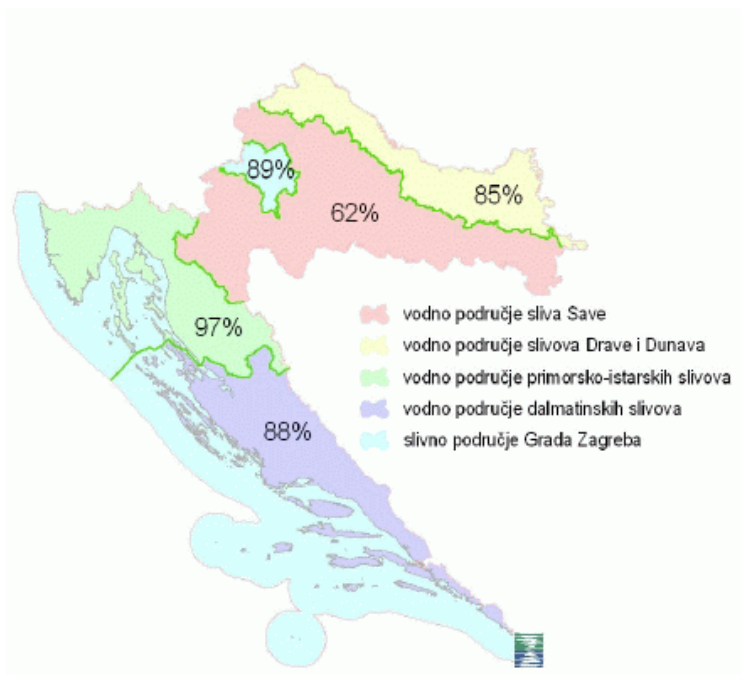 89%
85%
62%
97%
88%
vodno područje sliva Save
vodno područje slivova Drave i Dunava
vodno područje primorsko-istarskih slivova
vodno područje dalmatinskih slivova
slivno područje Grada Zagreba